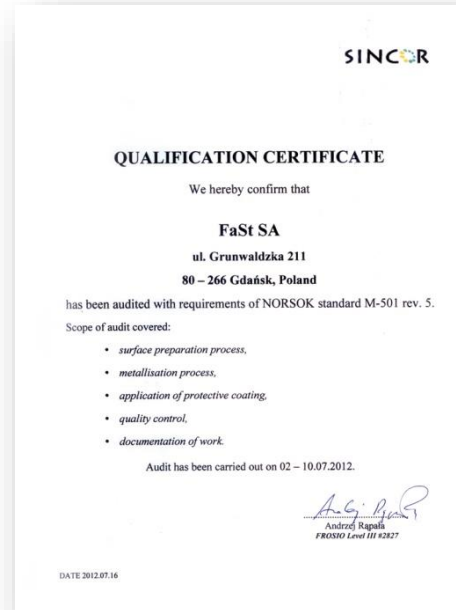 SINCOR
QUALIFICATION CERTIFICATE
We hereby confirm that
FaSt SA
ul. Grunwaldzka 211
80 – 266 Gdańsk, Poland
has been audited with requirements of NORSOK standard M-501 rev. 5.
Scope of audit covered:
• surface preparation process,
• metallisation process,
• application of protective coating,
• quality control,
• documentation of work.
Audit has been carried out on 02 – 10.07.2012.
Andrzej Rąpała
FROSIO Level III #2827
DATE 2012.07.16